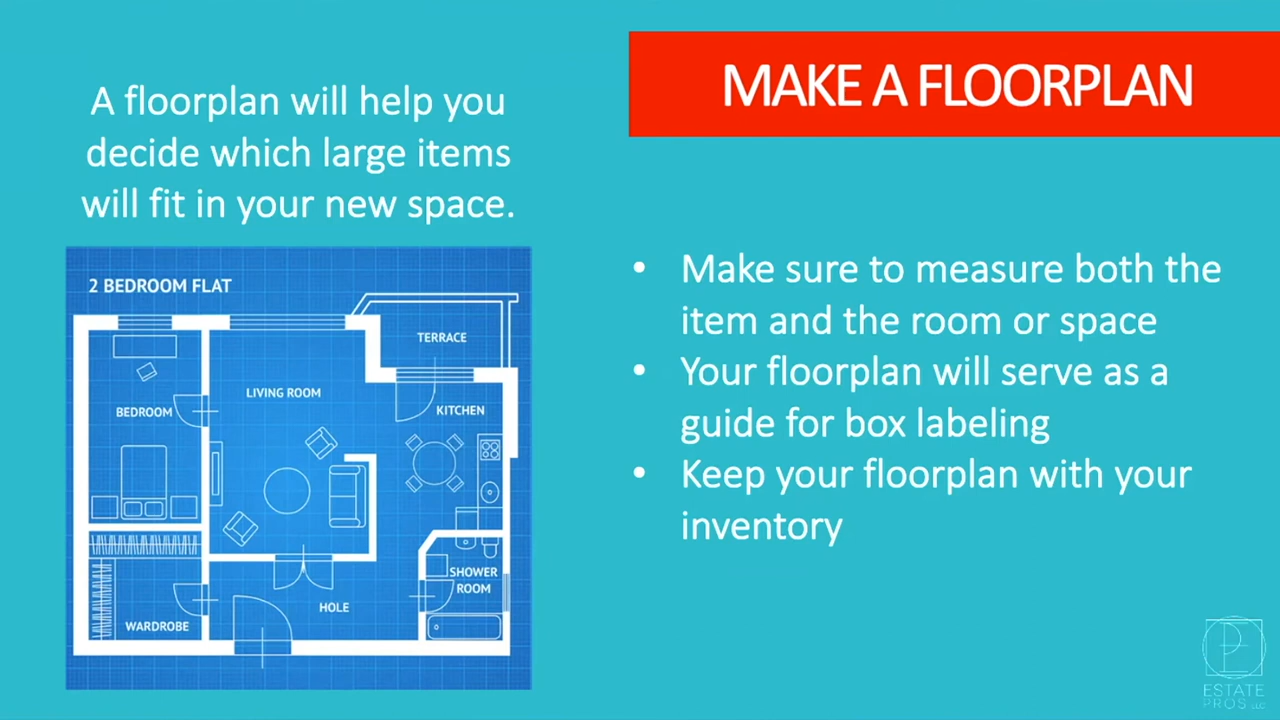 A floorplan will help you
decide which large items
will fit in your new space.
2 BEDROOM FLAT
TERRACE
LIVING ROOM
BEDROOM
KITCHEN
SHOWER
ROOM
HOLE
WARDROBE
MAKE A FLOORPLAN
• Make sure to measure both the
item and the room or space
• Your floorplan will serve as a
guide for box labeling
• Keep your floorplan with your
inventory
ESTATE
PROS LLC